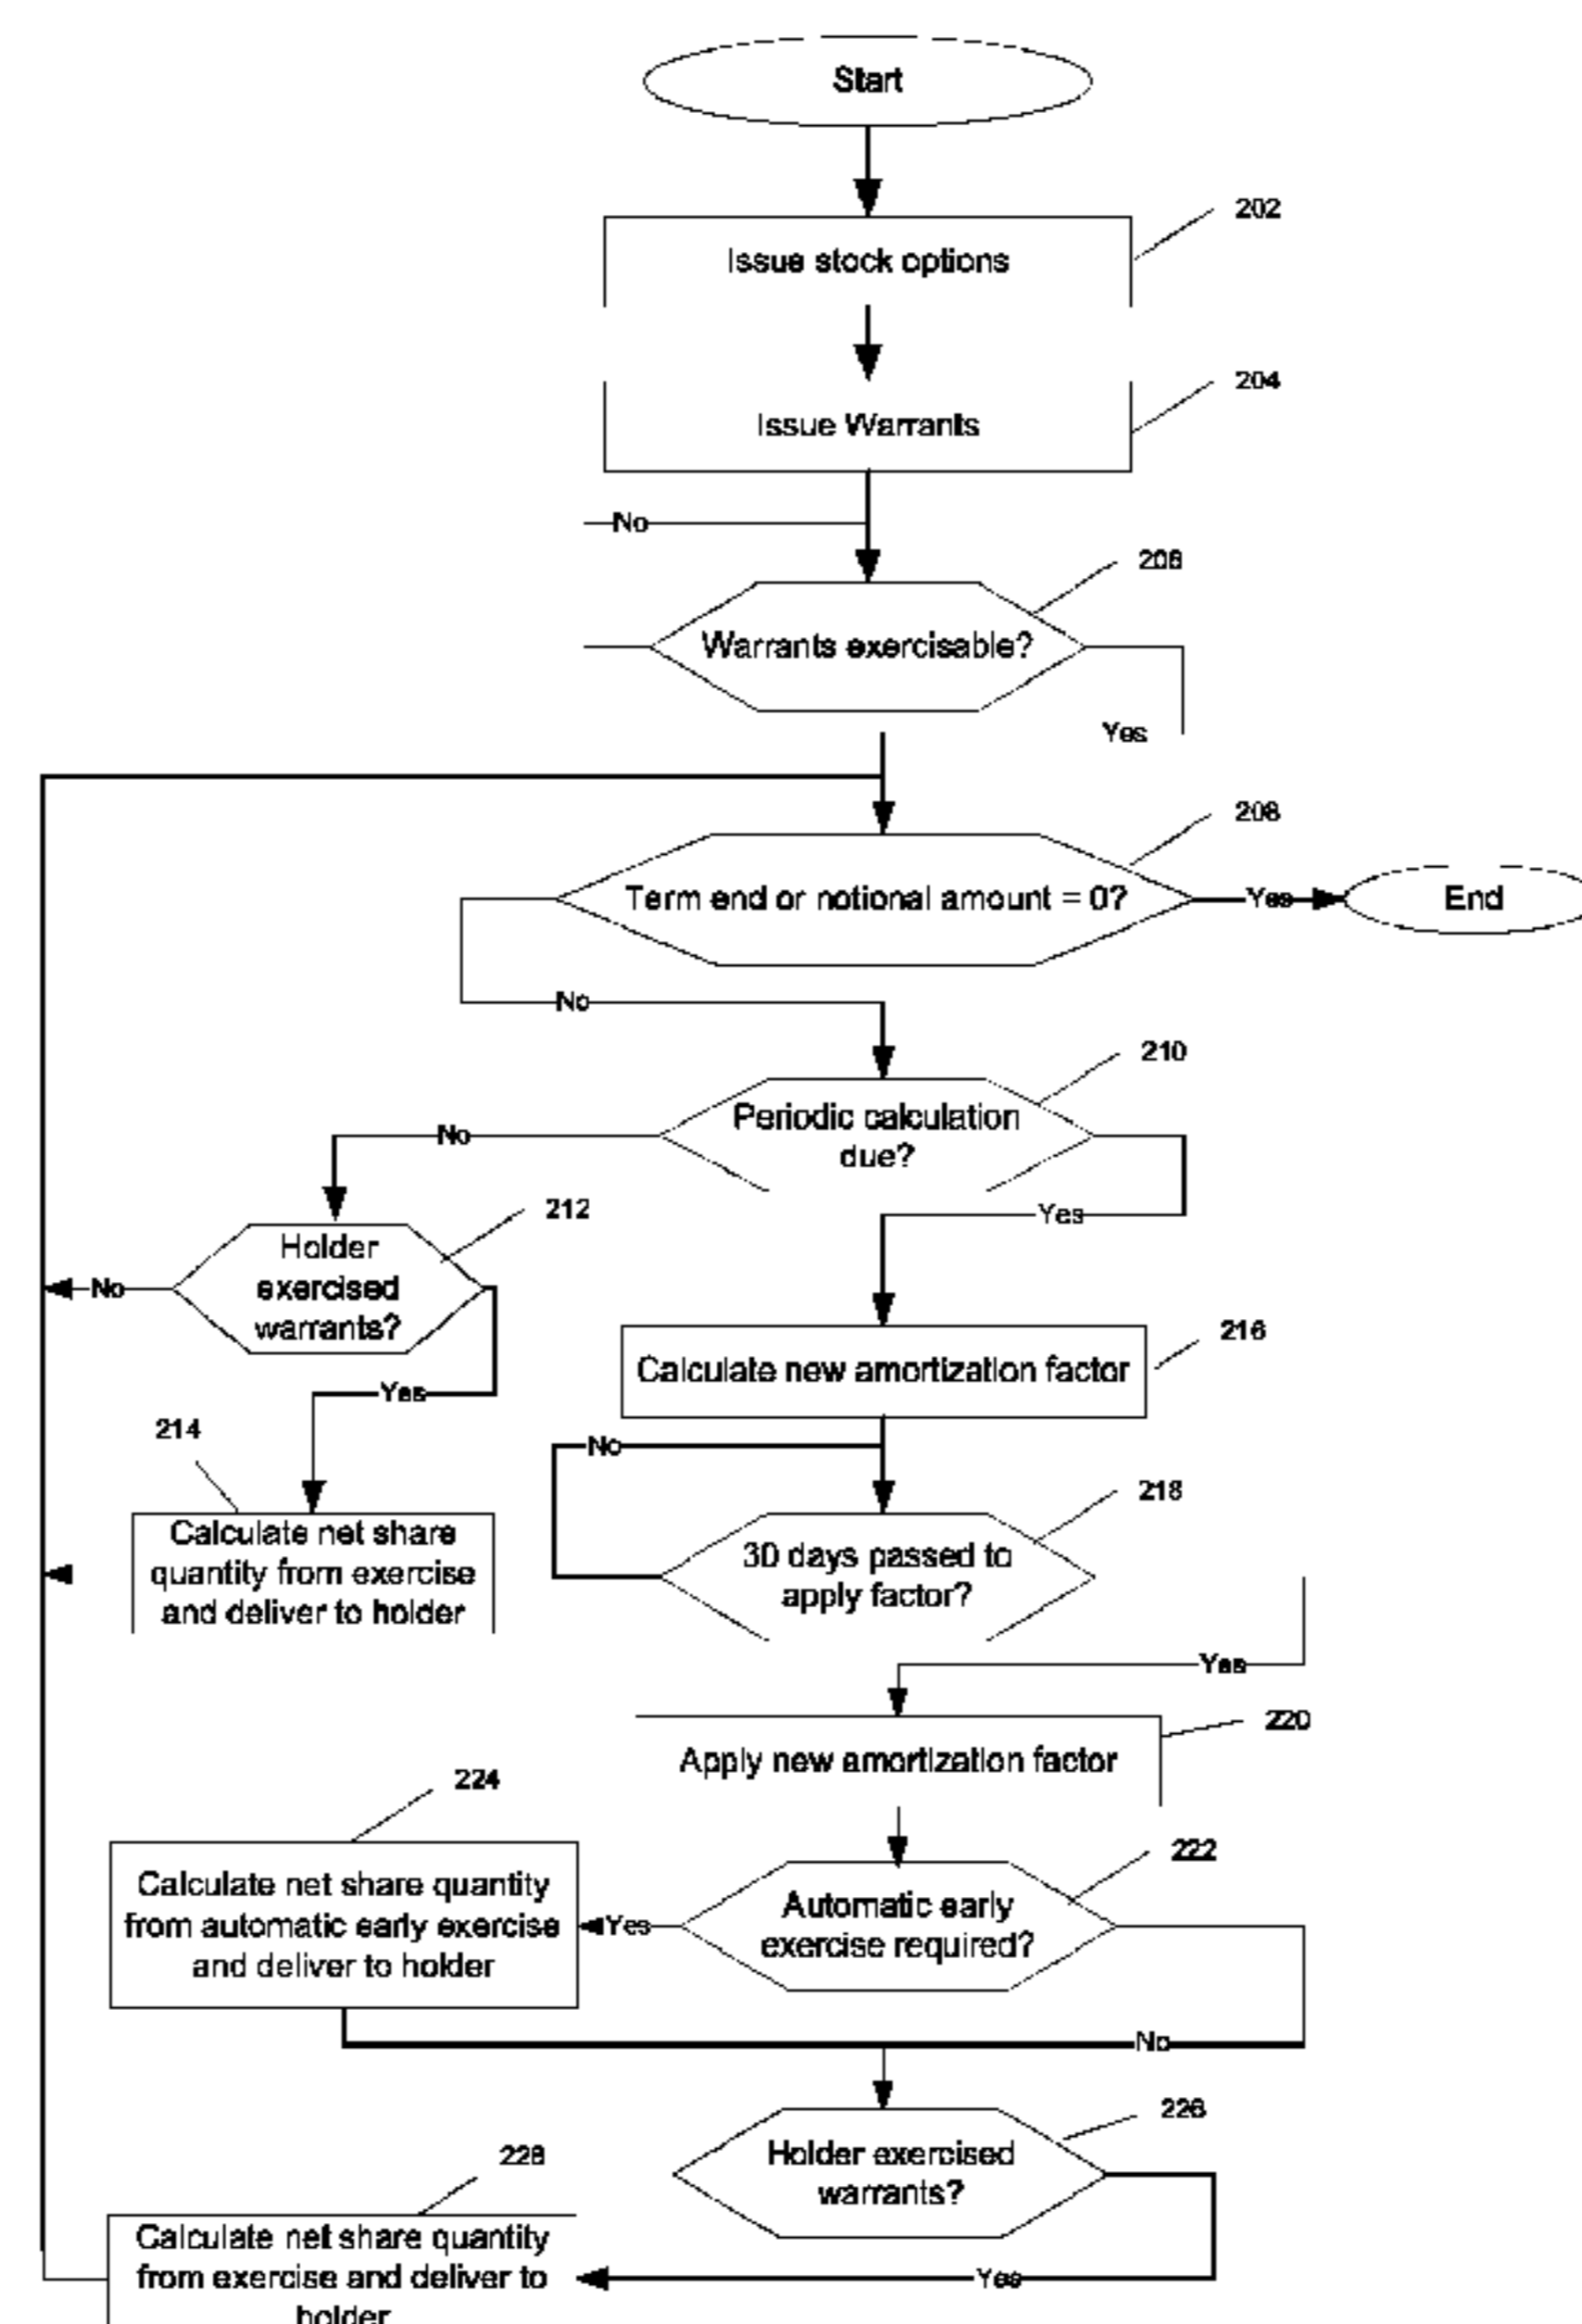 Start
202
Issue stock options
204
Issue Warrants
No
206
Warrants exercisable?
Yes
208
Term end or notional amount = 0?
Yes
End
No
210
Periodic calculation
due?
No
Yes
212
Holder
exercised
warrants?
No
Yes
216
Calculate new amortization factor
No
214
Calculate net share
quantity from exercise
and deliver to holder
218
30 days passed to
apply factor?
Yes
220
Apply new amortization factor
224
Calculate net share quantity
from automatic early exercise
and deliver to holder
222
Automatic early
exercise required?
Yes
No
226
Holder exercised
warrants?
228
Calculate net share quantity
from exercise and deliver to
holder
Yes